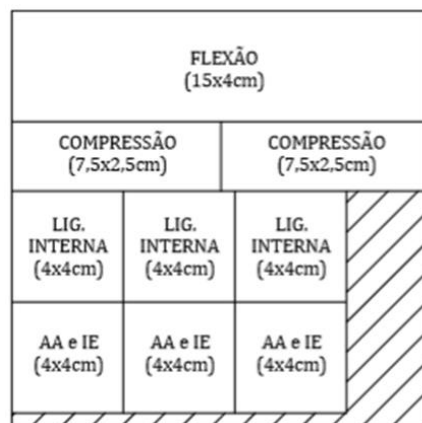 FLEXÃO
(15x4cm)
COMPRESSÃO
(7,5x2,5cm)
COMPRESSÃO
(7,5x2,5cm)
LIG.
INTERNA
(4x4cm)
LIG.
INTERNA
(4x4cm)
LIG.
INTERNA
(4x4cm)
AA e IE
(4x4cm)
AA e IE
(4x4cm)
AA e IE
(4x4cm)